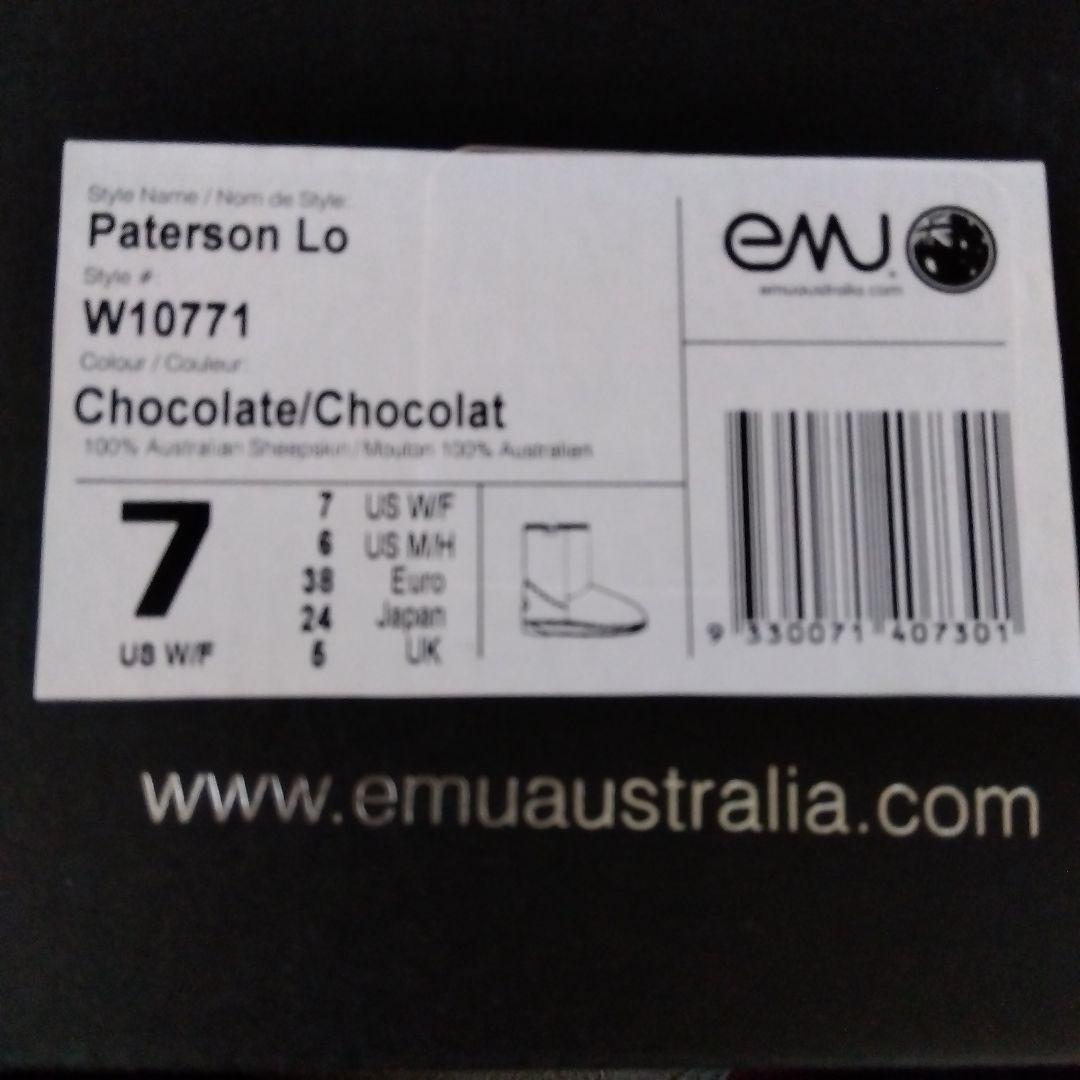 Style Name / Nom de Style:
Paterson Lo
Style #:
W10771
Colour / Couleur:
Chocolate/Chocolat
100% Australian Sheepskin/Mouton 100% Australien
7
US W/F
7 US W/F
6 US M/H
38 Euro
24 Japan
5 UK
emu
emuaustralia.com
9 330071 407301
www.emuaustralia.com